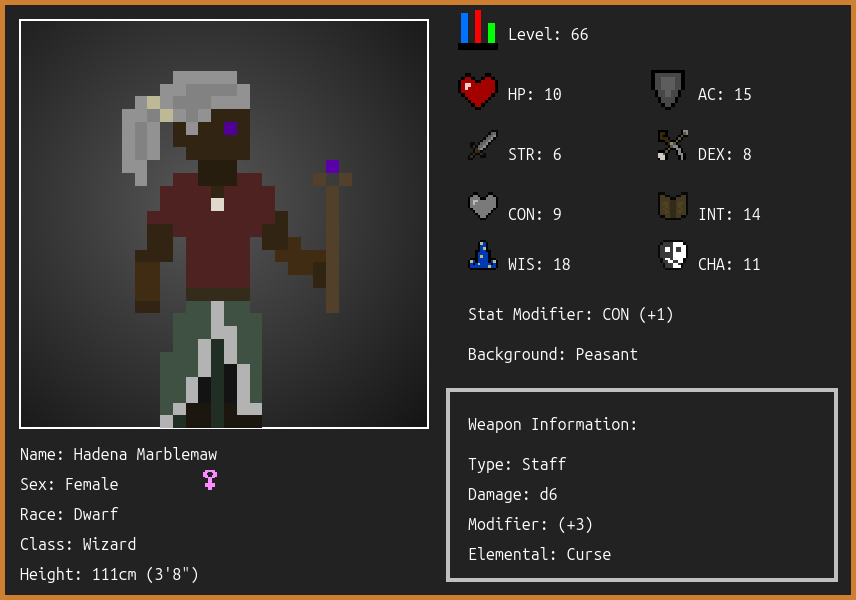 Level: 66
HP: 10
AC: 15
STR: 6
DEX: 8
CON: 9
INT: 14
WIS: 18
CHA: 11
Stat Modifier: CON (+1)
Background: Peasant
Weapon Information:
Type: Staff
Damage: d6
Modifier: (+3)
Elemental: Curse
Name: Hadena Marblemaw
Sex: Female
Race: Dwarf
Class: Wizard
Height: 111cm (3'8")